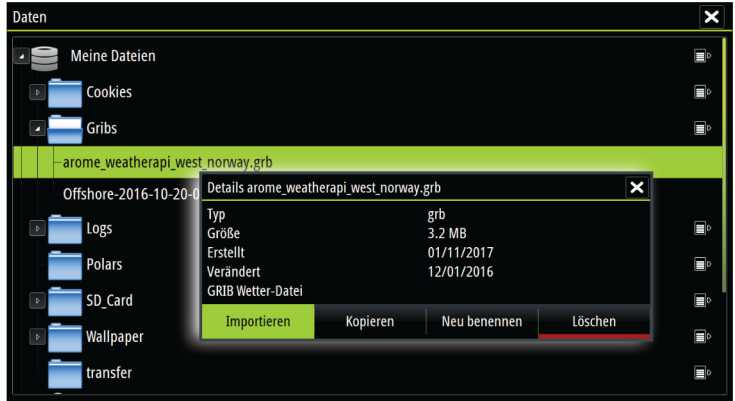 Daten
Meine Dateien
Cookies
Gribs
arome_weatherapi_west_norway.grb
Offshore-2016-10-20-0
Details arome_weatherapi_west_norway.grb
Typ grb
Größe 3.2 MB
Erstellt 01/11/2017
Verändert 12/01/2016
GRIB Wetter-Datei
Importieren Kopieren Neu benennen Löschen
Logs
Polars
SD_Card
Wallpaper
transfer